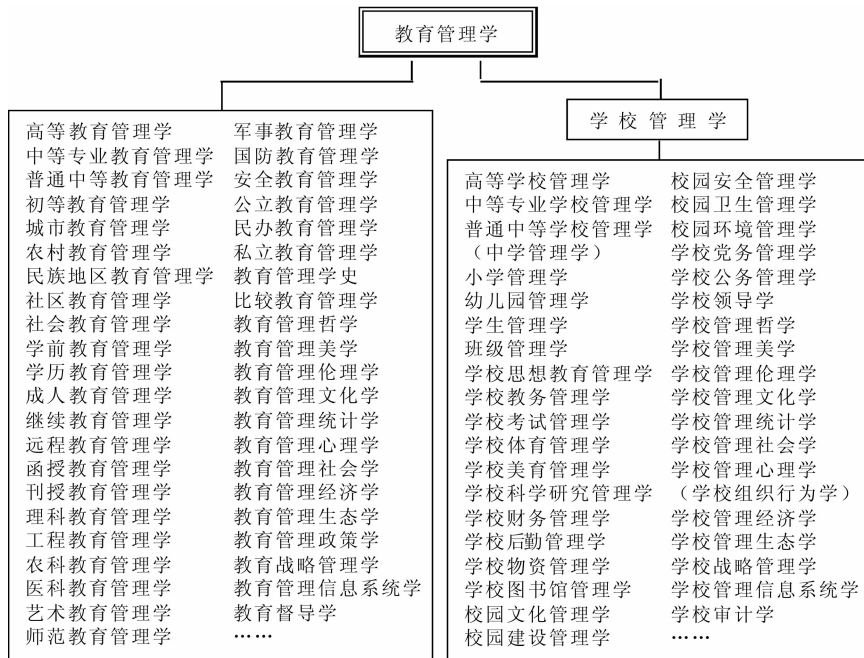 教育管理学
高等教育管理学
中等专业教育管理学
普通中等教育管理学
初等教育管理学
城市教育管理学
农村教育管理学
民族地区教育管理学
社区教育管理学
社会教育管理学
学前教育管理学
学历教育管理学
成人教育管理学
继续教育管理学
远程教育管理学
函授教育管理学
刊授教育管理学
理科教育管理学
工程教育管理学
农科教育管理学
医科教育管理学
艺术教育管理学
师范教育管理学
军事教育管理学
国防教育管理学
安全教育管理学
公立教育管理学
民办教育管理学
私立教育管理学
教育管理学史
比较教育管理学
教育管理哲学
教育管理美学
教育管理伦理学
教育管理文化学
教育管理统计学
教育管理心理学
教育管理社会学
教育管理经济学
教育管理生态学
教育管理政策学
教育战略管理学
教育管理信息系统学
教育督导学
……
学校管理学
高等学校管理学
中等专业学校管理学
普通中等学校管理学
（中学管理学）
小学管理学
幼儿园管理学
学生管理学
班级管理学
学校思想教育管理学
学校教务管理学
学校考试管理学
学校体育管理学
学校美育管理学
学校科学研究管理学
学校财务管理学
学校后勤管理学
学校物资管理学
学校图书馆管理学
校园文化管理学
校园建设管理学
校园安全管理学
校园卫生管理学
校园环境管理学
学校党务管理学
学校公务管理学
学校领导学
学校管理哲学
学校管理美学
学校管理伦理学
学校管理文化学
学校管理统计学
学校管理社会学
学校管理心理学
（学校组织行为学）
学校管理经济学
学校管理生态学
学校战略管理学
学校管理信息系统学
学校审计学
……